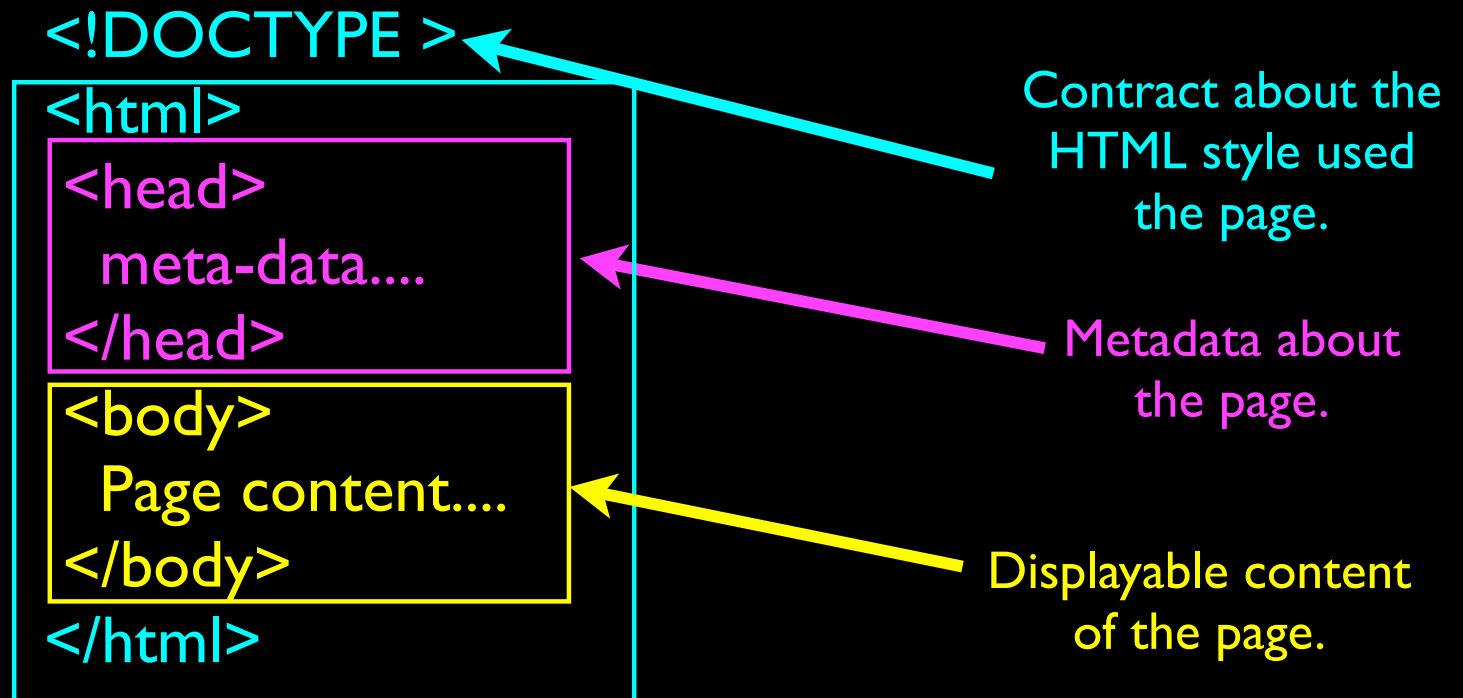 <!DOCTYPE >
<html>
<head>
meta-data....
</head>
<body>
Page content....
</body>
</html>
Contract about the
HTML style used
the page.
Metadata about
the page.
Displayable content
of the page.